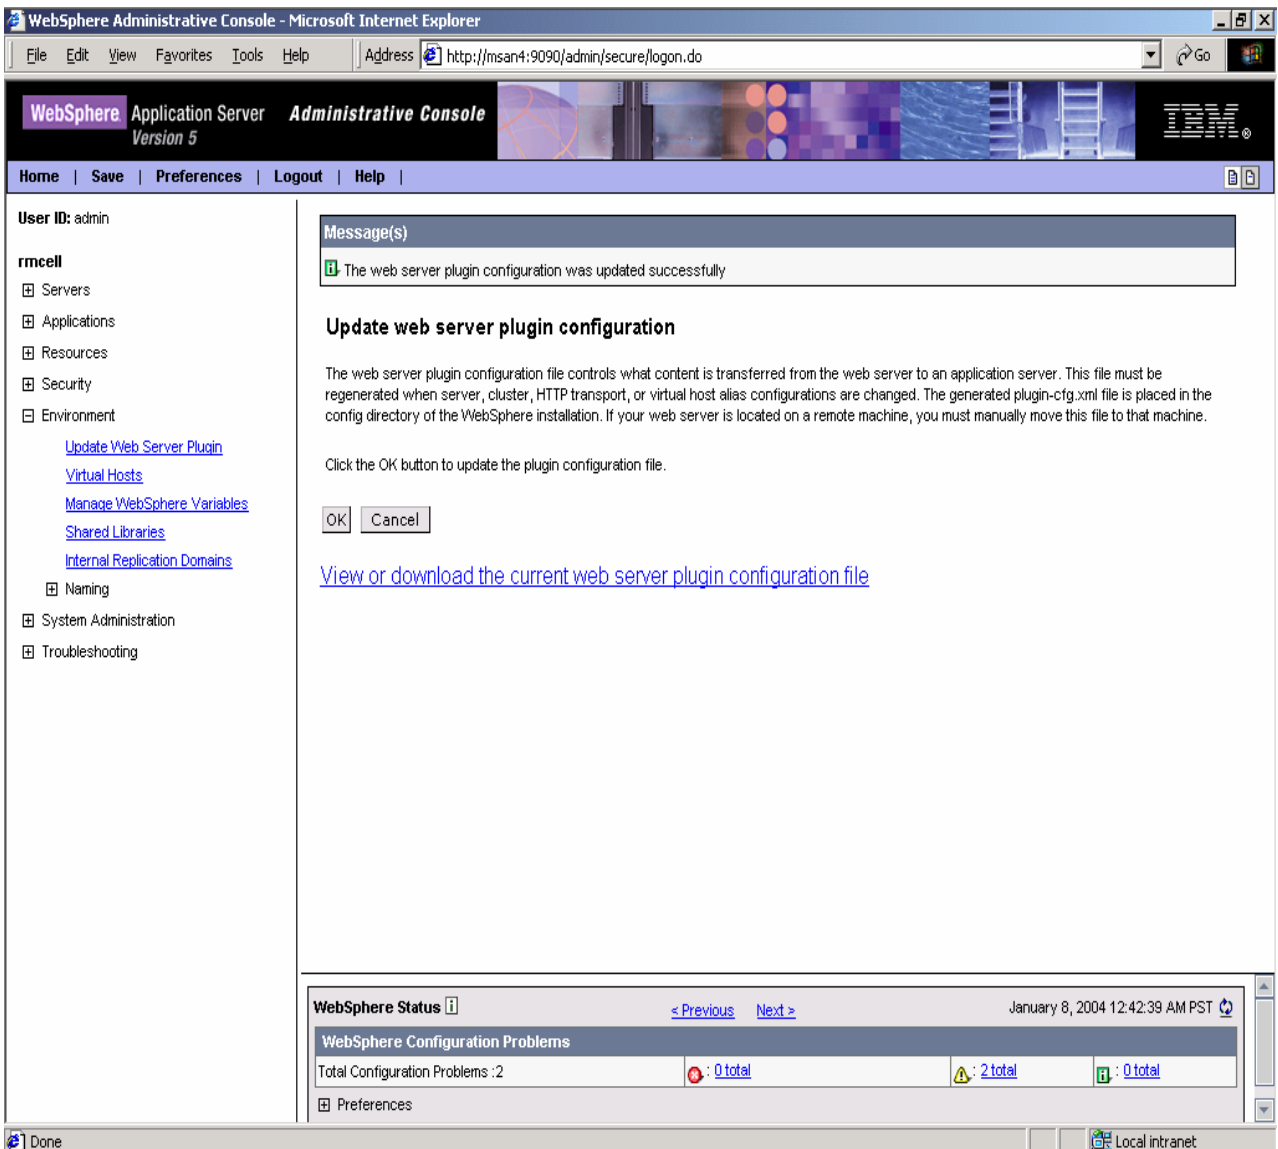 WebSphere Administrative Console - Microsoft Internet Explorer
File Edit View Favorites Tools Help Address http://msan4:9090/admin/secure/logon.do Go
WebSphere Application Server Administrative Console
Version 5
IBM®
Home | Save | Preferences | Logout | Help |
User ID: admin
rmcell
Servers
Applications
Resources
Security
Environment
Update Web Server Plugin
Virtual Hosts
Manage WebSphere Variables
Shared Libraries
Internal Replication Domains
Naming
System Administration
Troubleshooting
Message(s)
The web server plugin configuration was updated successfully
Update web server plugin configuration
The web server plugin configuration file controls what content is transferred from the web server to an application server. This file must be
regenerated when server, cluster, HTTP transport, or virtual host alias configurations are changed. The generated plugin-cfg.xml file is placed in the
config directory of the WebSphere installation. If your web server is located on a remote machine, you must manually move this file to that machine.
Click the OK button to update the plugin configuration file.
OK Cancel
View or download the current web server plugin configuration file
WebSphere Status < Previous Next > January 8, 2004 12:42:39 AM PST
WebSphere Configuration Problems
Total Configuration Problems :2 : 0 total : 2 total : 0 total
Preferences
Done Local intranet